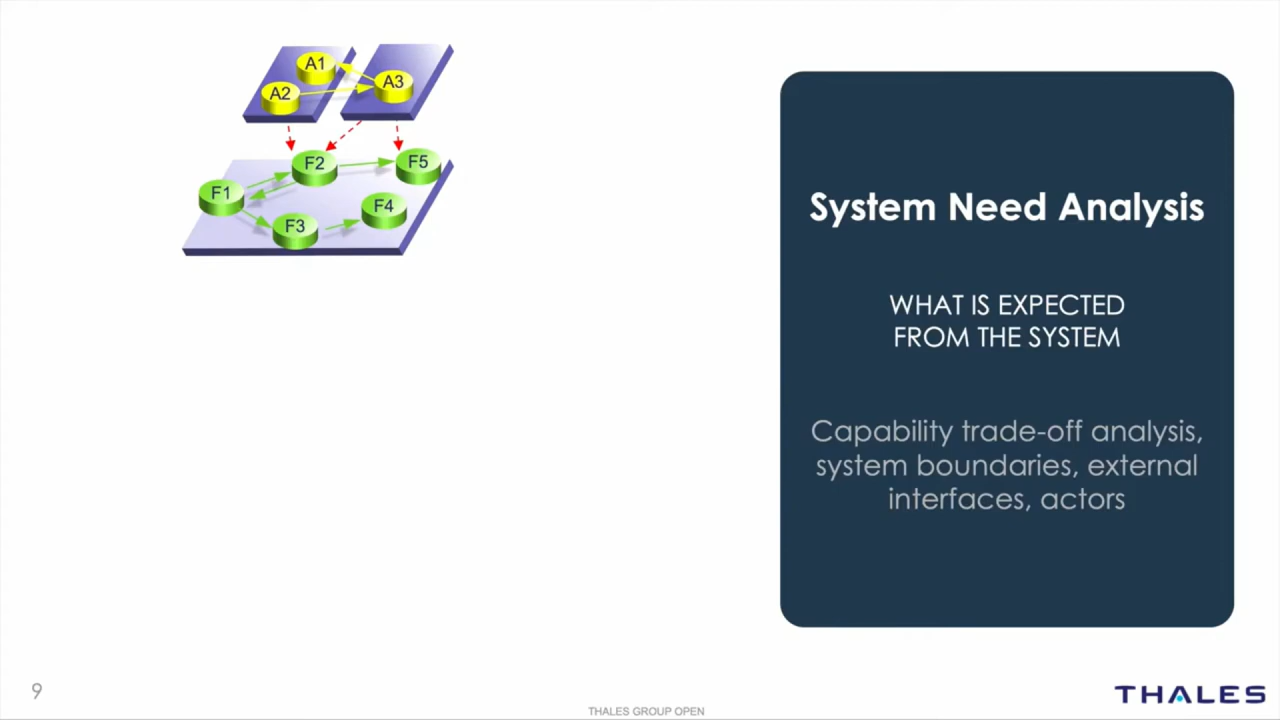 A1
A2
A3
F1
F2
F5
F3
F4
System Need Analysis
WHAT IS EXPECTED
FROM THE SYSTEM
Capability trade-off analysis,
system boundaries, external
interfaces, actors
9
THALES GROUP OPEN
THALES